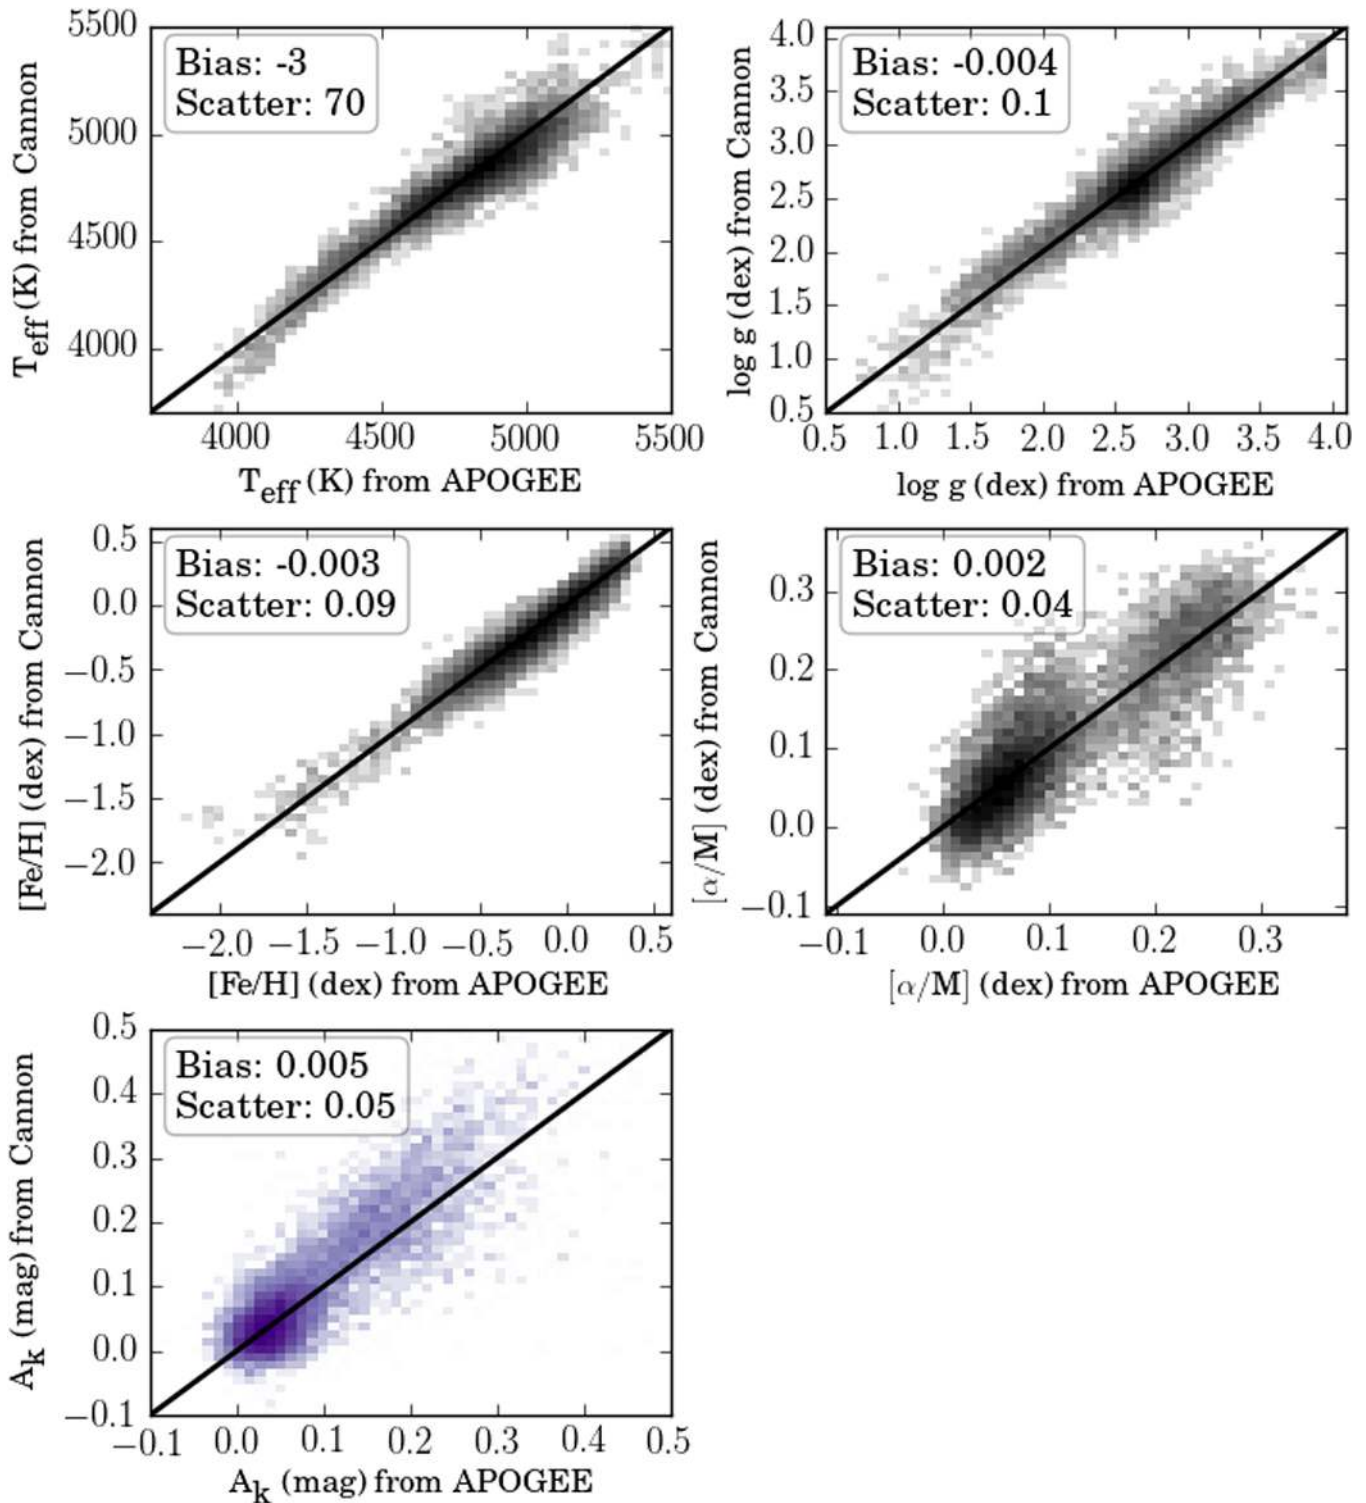 Bias: -3
Scatter: 70
5500
5000
4500
4000
T_eff (K) from Cannon
4000 4500 5000 5500
T_eff (K) from APOGEE
Bias: -0.004
Scatter: 0.1
4.0
3.5
3.0
2.5
2.0
1.5
1.0
0.5
log g (dex) from Cannon
0.5 1.0 1.5 2.0 2.5 3.0 3.5 4.0
log g (dex) from APOGEE
Bias: -0.003
Scatter: 0.09
0.5
0.0
−0.5
−1.0
−1.5
−2.0
[Fe/H] (dex) from Cannon
−2.0 −1.5 −1.0 −0.5 0.0 0.5
[Fe/H] (dex) from APOGEE
Bias: 0.002
Scatter: 0.04
0.3
0.2
0.1
0.0
−0.1
[α/M] (dex) from Cannon
−0.1 0.0 0.1 0.2 0.3
[α/M] (dex) from APOGEE
Bias: 0.005
Scatter: 0.05
0.5
0.4
0.3
0.2
0.1
0.0
−0.1
A_k (mag) from Cannon
−0.1 0.0 0.1 0.2 0.3 0.4 0.5
A_k (mag) from APOGEE